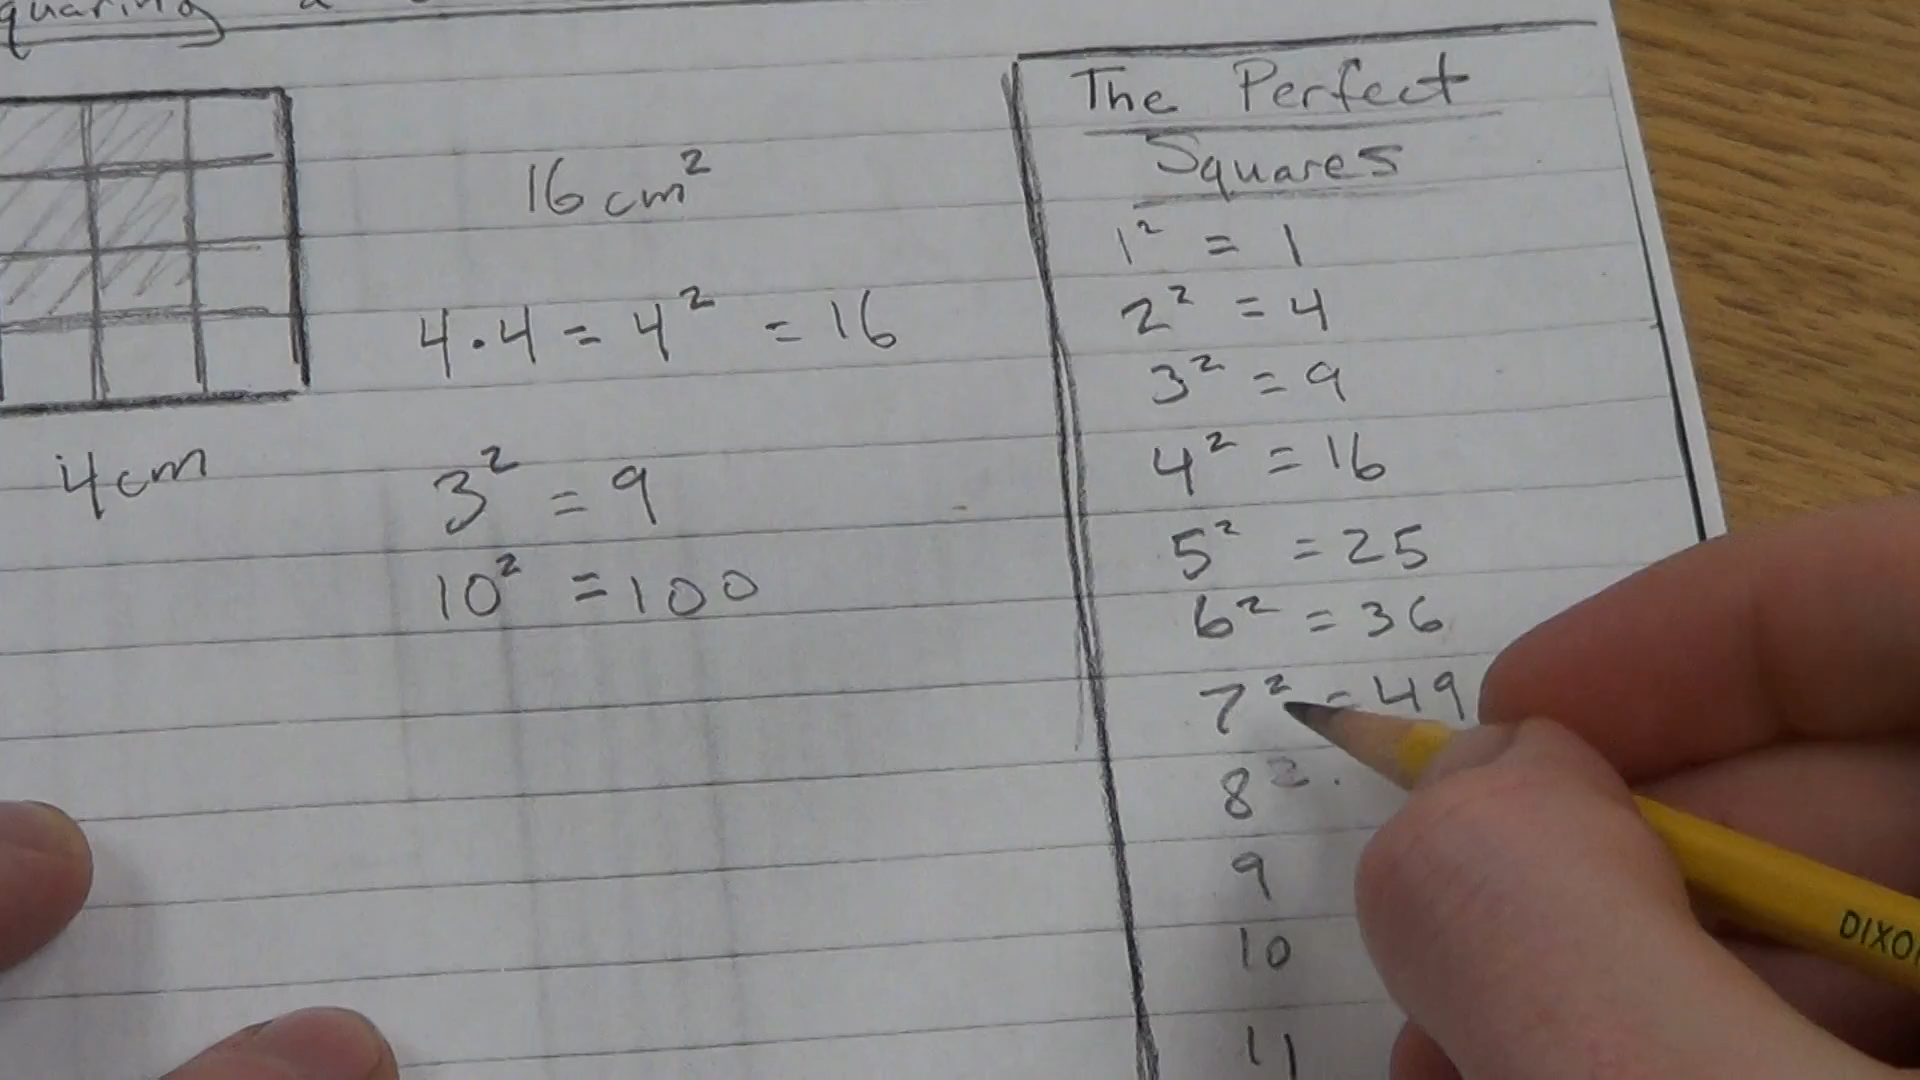 quaring a
16 cm²
4·4 = 4² = 16
4cm
3² = 9
10² = 100
The Perfect
Squares
1² = 1
2² = 4
3² = 9
4² = 16
5² = 25
6² = 36
7² = 49
8²
9
10
11
DIXO